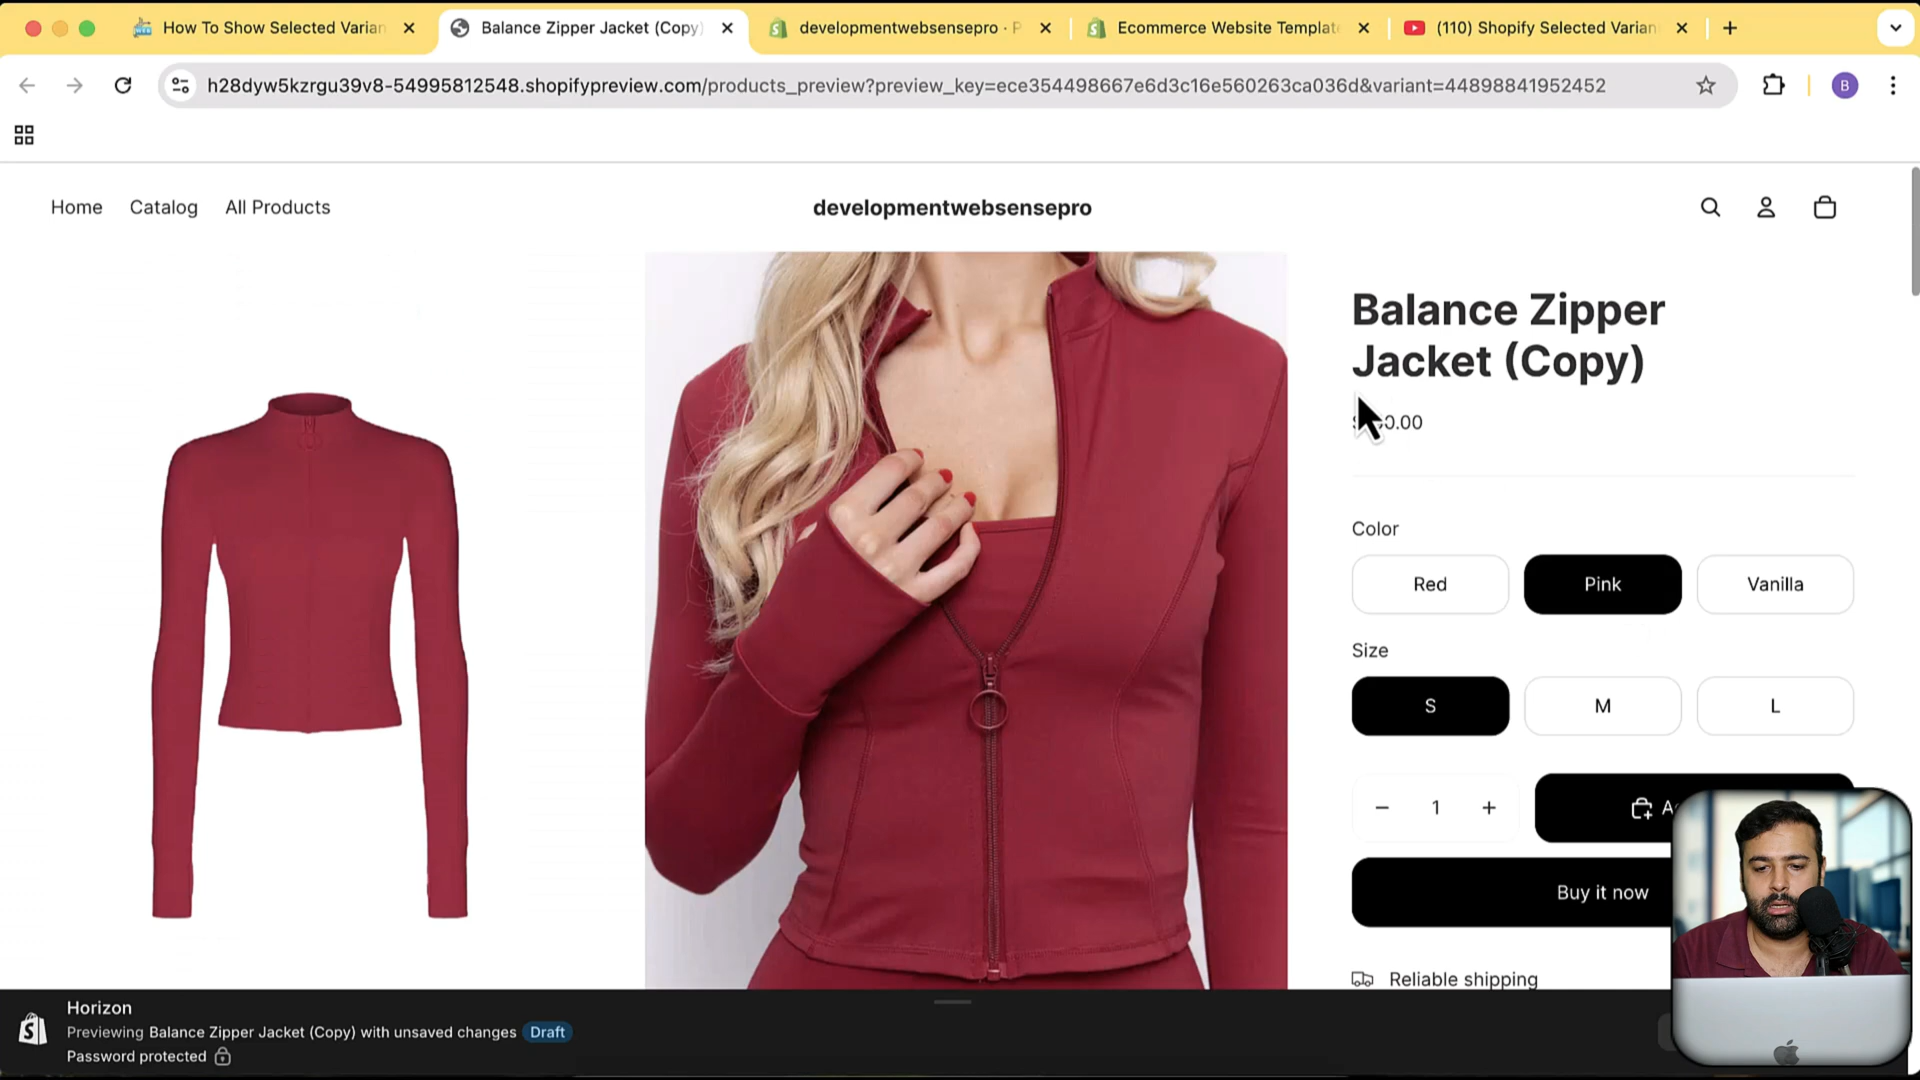 How To Show Selected Varian
Balance Zipper Jacket (Copy)
developmentwebsensepro · P
Ecommerce Website Templat
(110) Shopify Selected Varian
h28dyw5kzrgu39v8-54995812548.shopifypreview.com/products_preview?preview_key=ece354498667e6d3c16e560263ca036d&variant=44898841952452
B
Home
Catalog
All Products
developmentwebsensepro
Balance Zipper
Jacket (Copy)
0.00
Color
Red
Pink
Vanilla
Size
S
M
L
1
Buy it now
Reliable shipping
Horizon
Previewing Balance Zipper Jacket (Copy) with unsaved changes Draft
Password protected